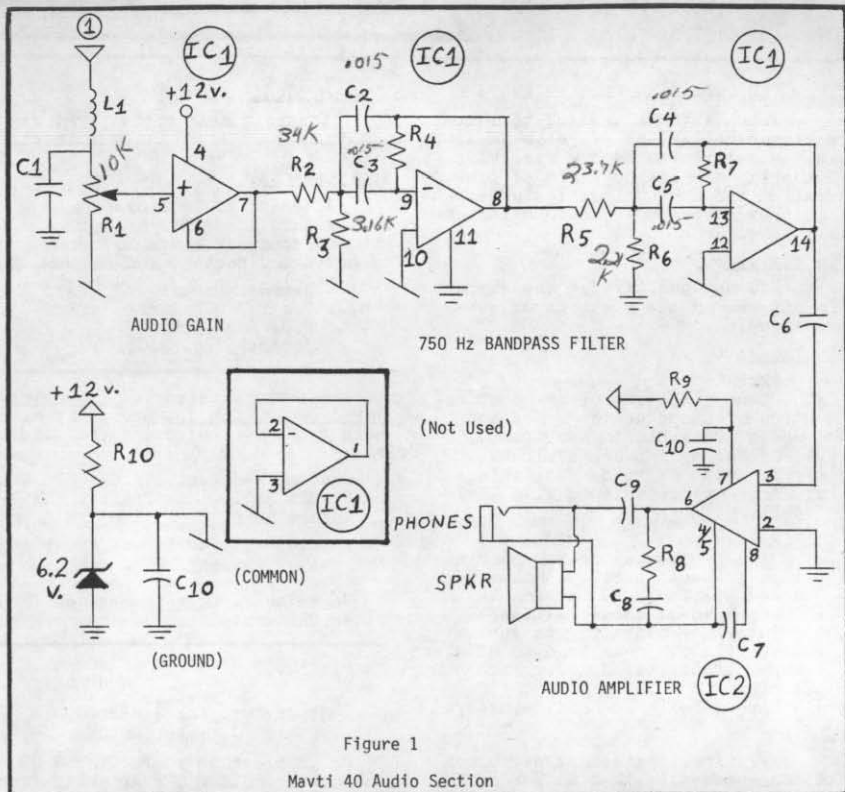 1
IC1
.015
IC1
IC1
+12v.
L1
C2
.015
C4
34K
R4
.015
C3
C1
10K
4
R2
23.7K
R7
C5
5
+
6
7
9
-
8
.015
13
R1
R3
3.16K
10
11
R5
R6
2.21
K
12
14
AUDIO GAIN
750 Hz BANDPASS FILTER
C6
+12 v.
R10
2
-
1
3
IC1
(Not Used)
R9
C10
7
3
PHONES
C9
6
4/5
2
8
6.2
v.
C10
(COMMON)
SPKR
R8
C8
C7
(GROUND)
AUDIO AMPLIFIER
IC2
Figure 1
Mavti 40 Audio Section